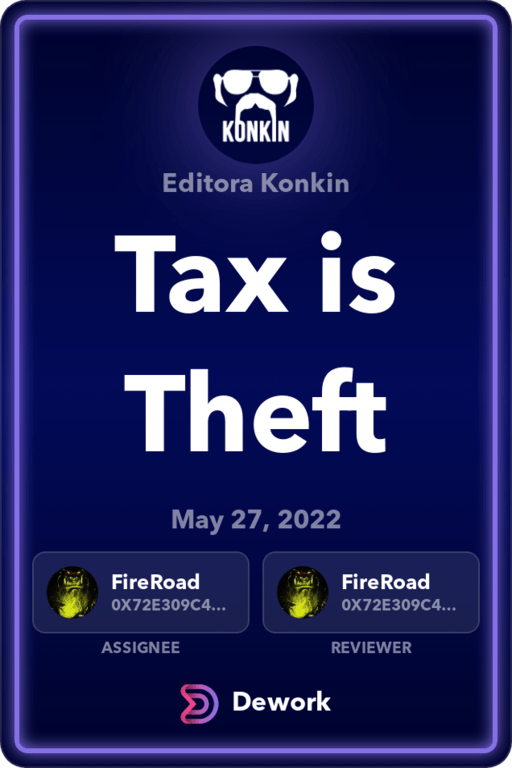 KONKIN
Editora Konkin
Tax is
Theft
May 27, 2022
FireRoad
0X72E309C4...
FireRoad
0X72E309C4...
ASSIGNEE
REVIEWER
Dework